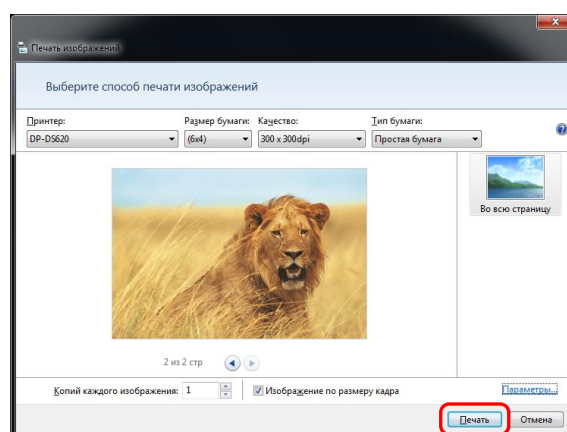 Печать изображений
Выберите способ печати изображений
Принтер: Размер бумаги: Качество: Тип бумаги:
DP-DS620 (6x4) 300 x 300dpi Простая бумага
Во всю страницу
2 из 2 стр
Копий каждого изображения: 1 Изображение по размеру кадра Параметры...
Печать Отмена